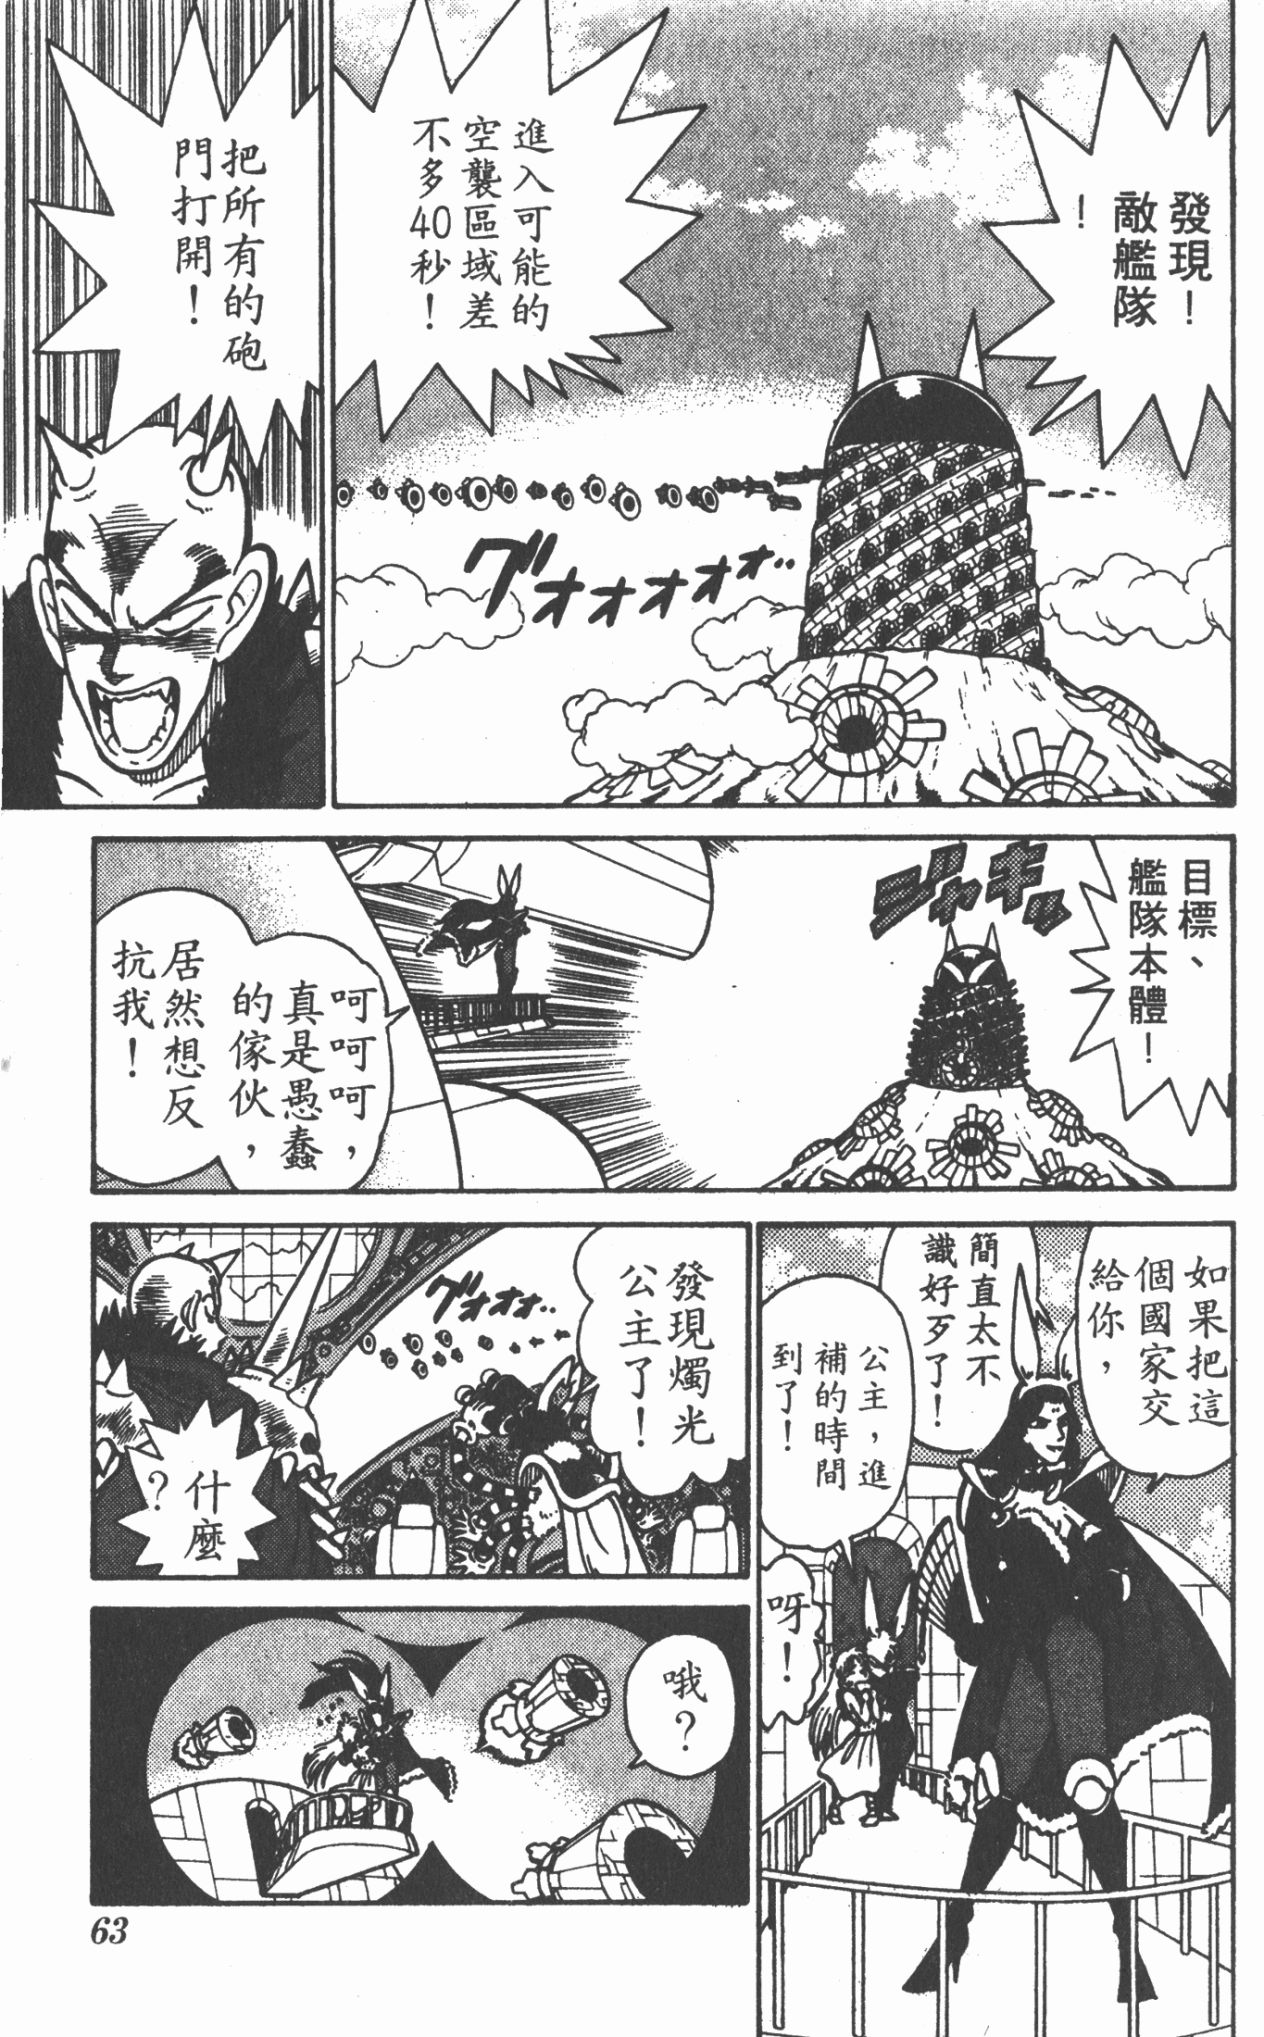 發現！
敵艦隊
！
進入可能的
空襲區域差
不多40秒！
把所有的砲
門打開！
グオオオオオ‥
目標、
艦隊本體！
ジャキル
呵呵呵，
真是愚蠢
的傢伙，
居然想反
抗我！
如果把這
個國家交
給你，
簡直太不
識好歹了！
公主，進
補的時間
到了！
呀！
發現燭光
公主了！
グオオオ‥
什麼
？
哦？
63